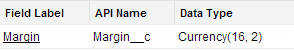 Field Label API Name Data Type
Margin Margin__c Currency(16, 2)